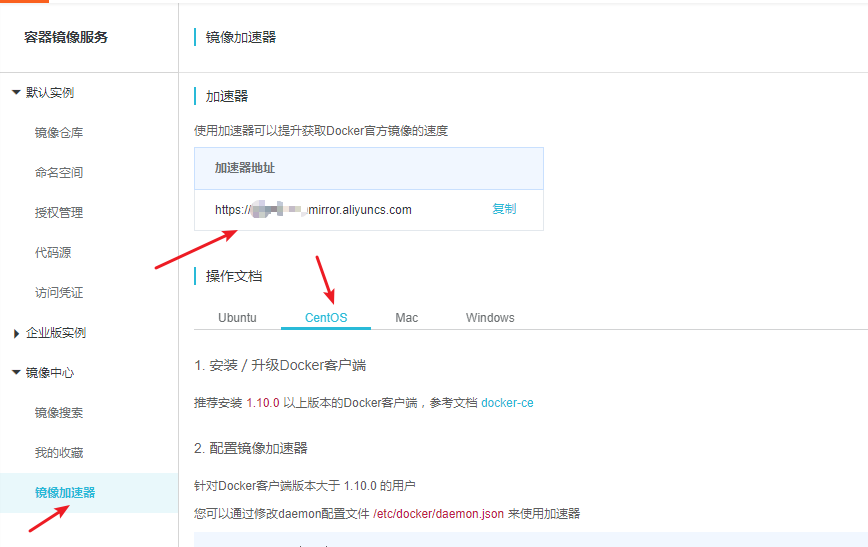 容器镜像服务
默认实例
镜像仓库
命名空间
授权管理
代码源
访问凭证
企业版实例
镜像中心
镜像搜索
我的收藏
镜像加速器
镜像加速器
加速器
使用加速器可以提升获取Docker官方镜像的速度
加速器地址
https:// mirror.aliyuncs.com 复制
操作文档
Ubuntu CentOS Mac Windows
1. 安装 / 升级Docker客户端
推荐安装 1.10.0 以上版本的Docker客户端，参考文档 docker-ce
2. 配置镜像加速器
针对Docker客户端版本大于 1.10.0 的用户
您可以通过修改daemon配置文件 /etc/docker/daemon.json 来使用加速器